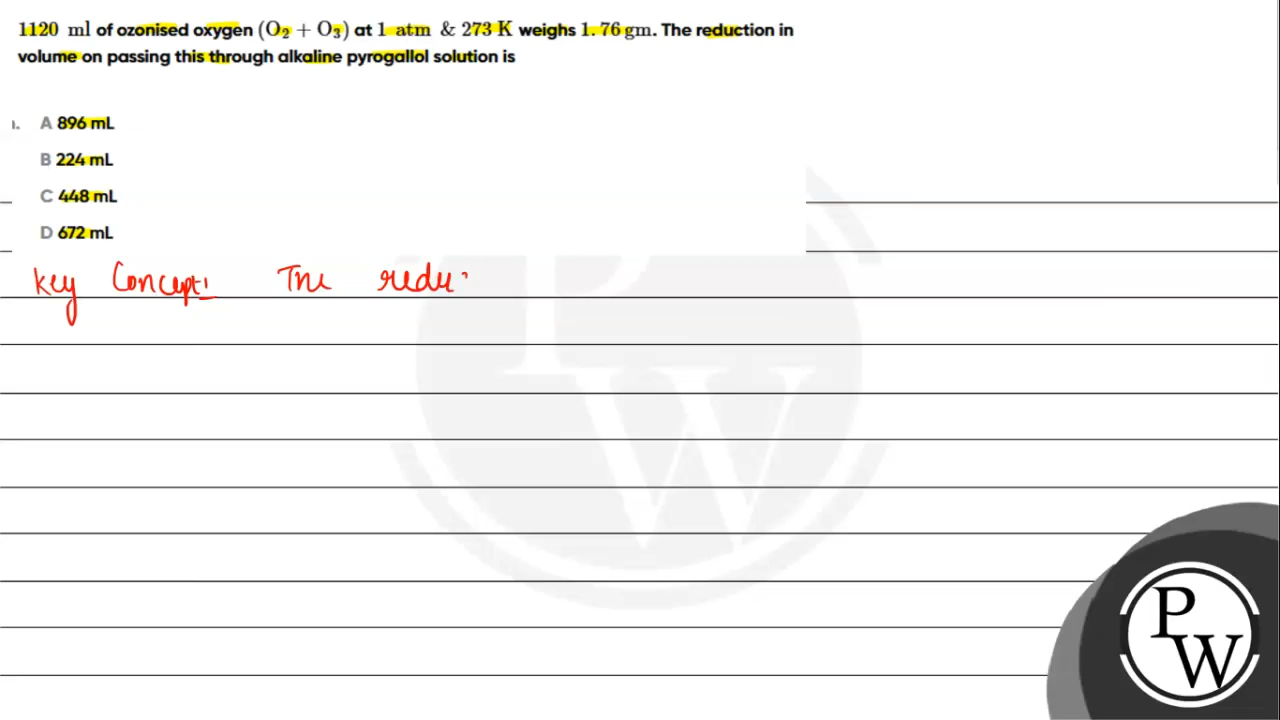 1120 ml of ozonised oxygen (O₂ + O₃) at 1 atm & 273 K weighs 1. 76 gm. The reduction in
volume on passing this through alkaline pyrogallol solution is
A 896 mL
B 224 mL
C 448 mL
D 672 mL
Key Concept: The redu
P
W
PW